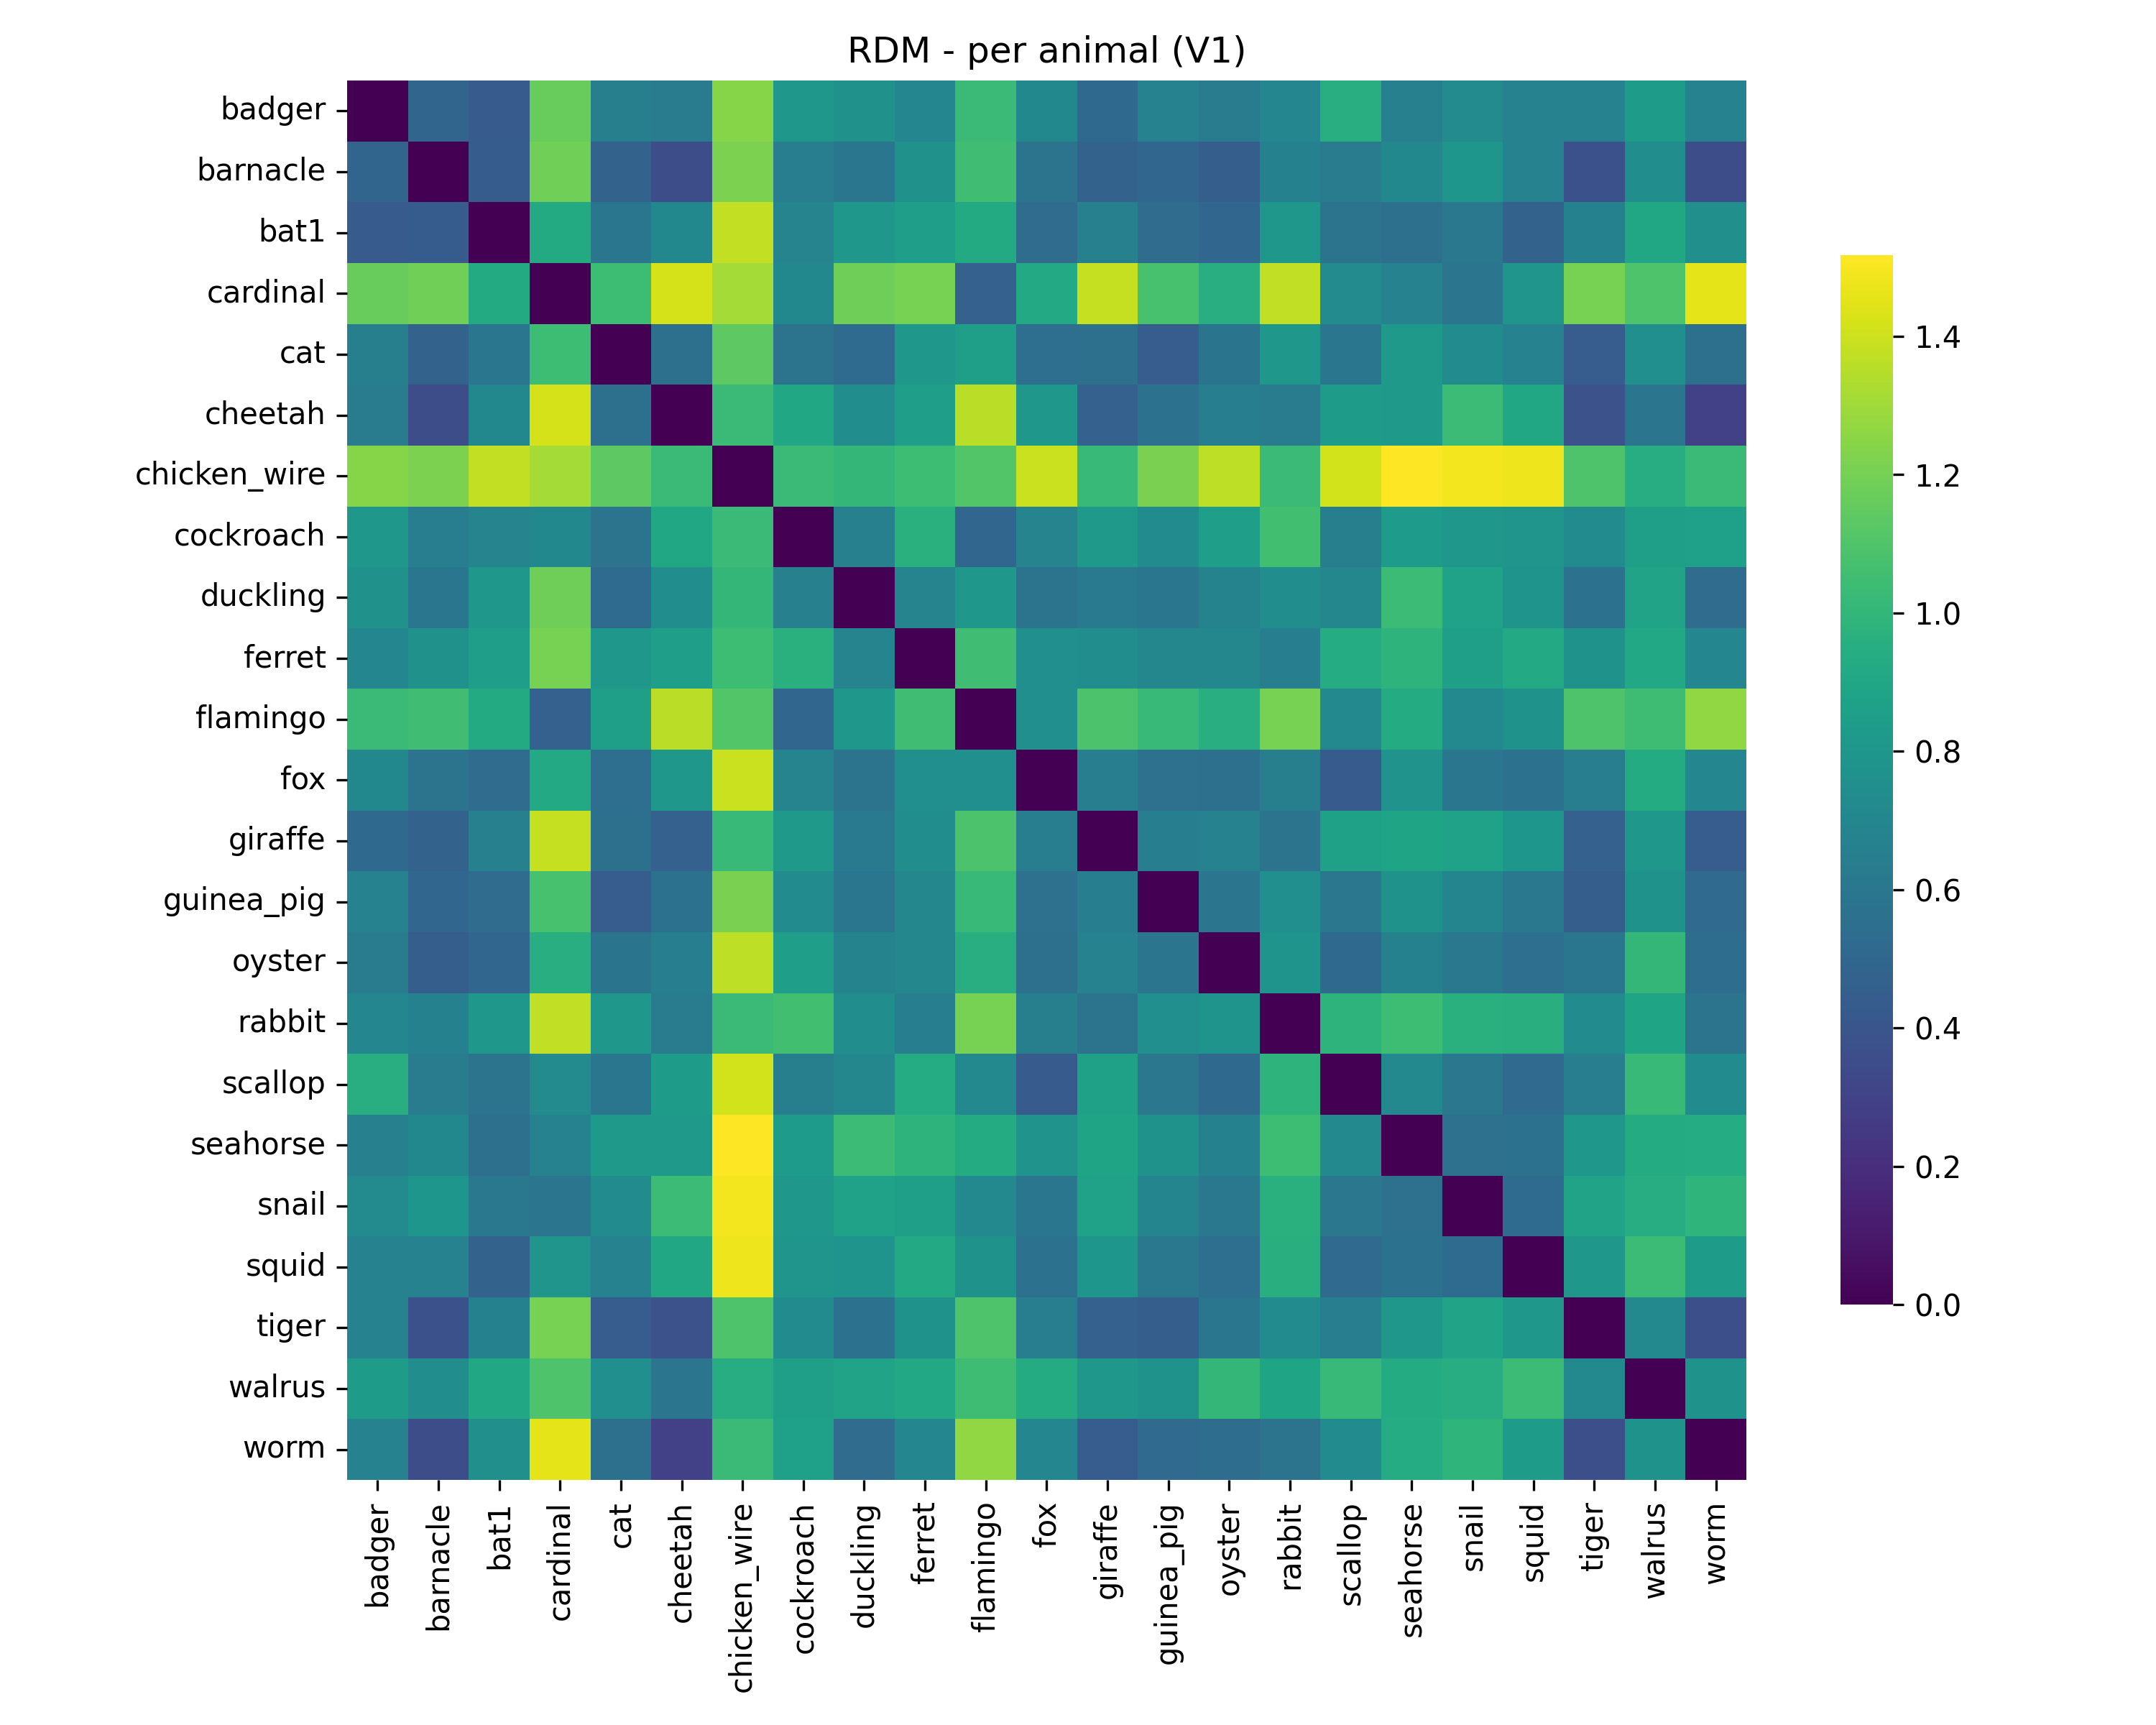 RDM - per animal (V1)
badger
barnacle
bat1
cardinal
cat
cheetah
chicken_wire
cockroach
duckling
ferret
flamingo
fox
giraffe
guinea_pig
oyster
rabbit
scallop
seahorse
snail
squid
tiger
walrus
worm
badger
barnacle
bat1
cardinal
cat
cheetah
chicken_wire
cockroach
duckling
ferret
flamingo
fox
giraffe
guinea_pig
oyster
rabbit
scallop
seahorse
snail
squid
tiger
walrus
worm
1.4
1.2
1.0
0.8
0.6
0.4
0.2
0.0